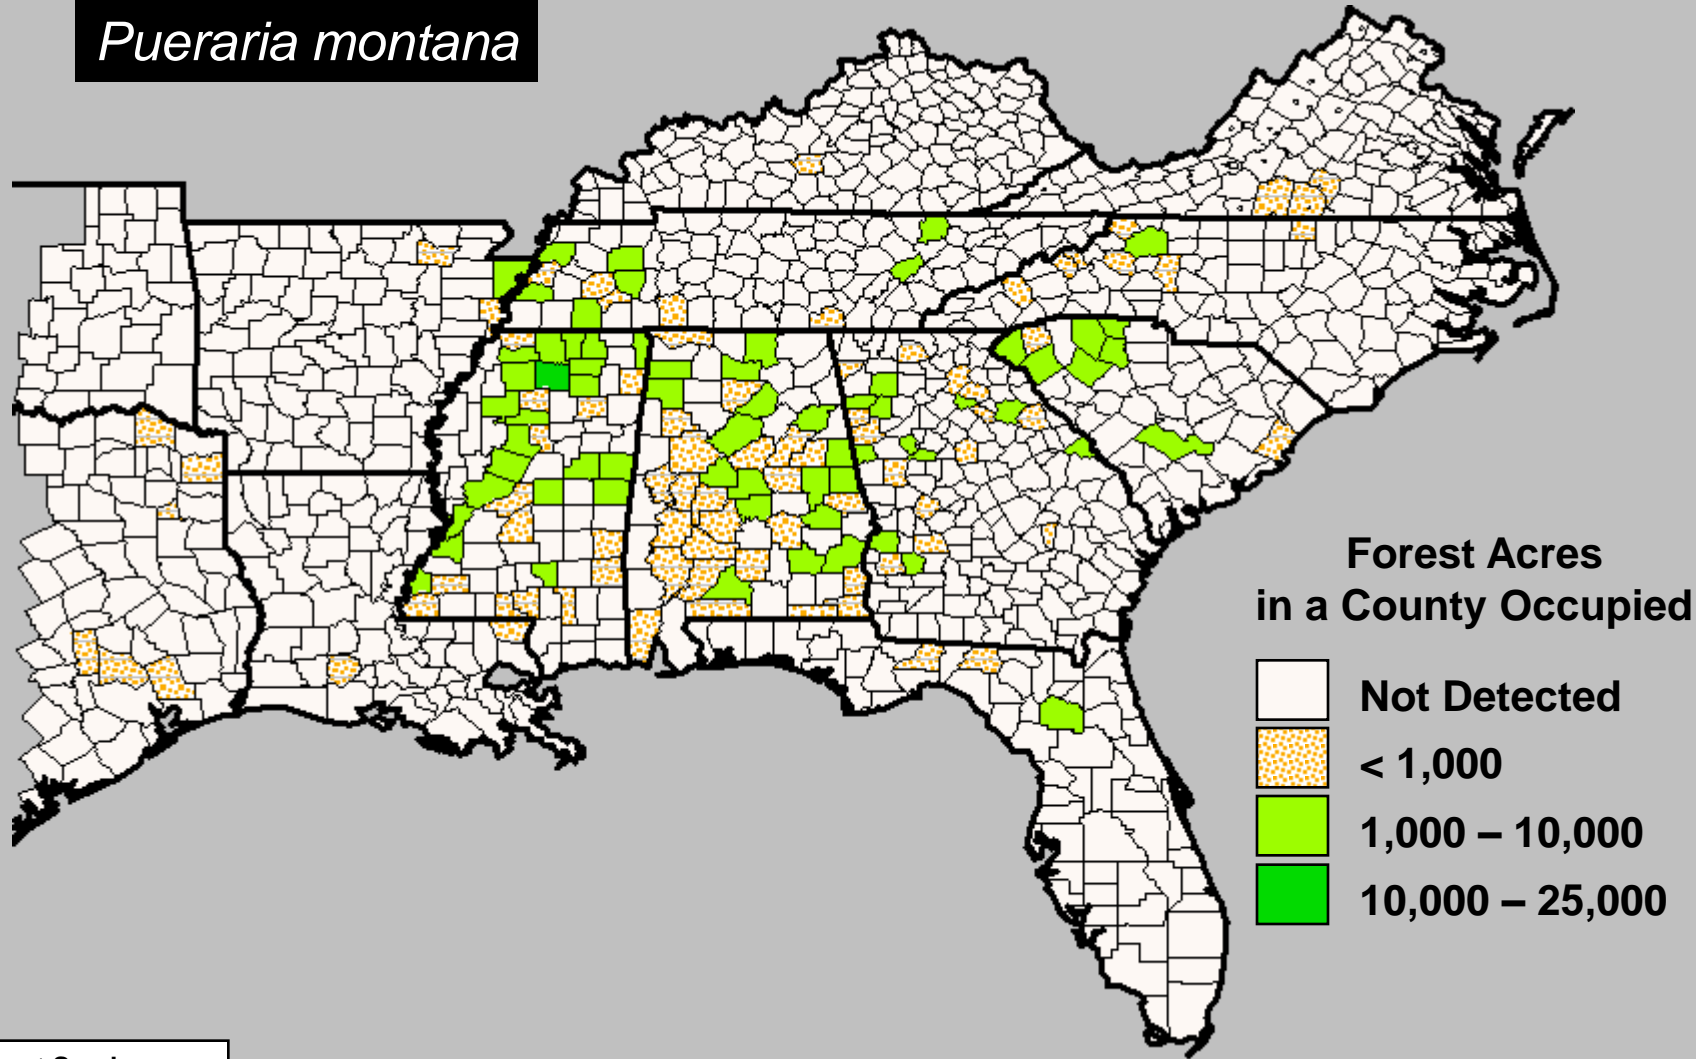 Pueraria montana
Forest Acres
in a County Occupied
Not Detected
< 1,000
1,000 – 10,000
10,000 – 25,000